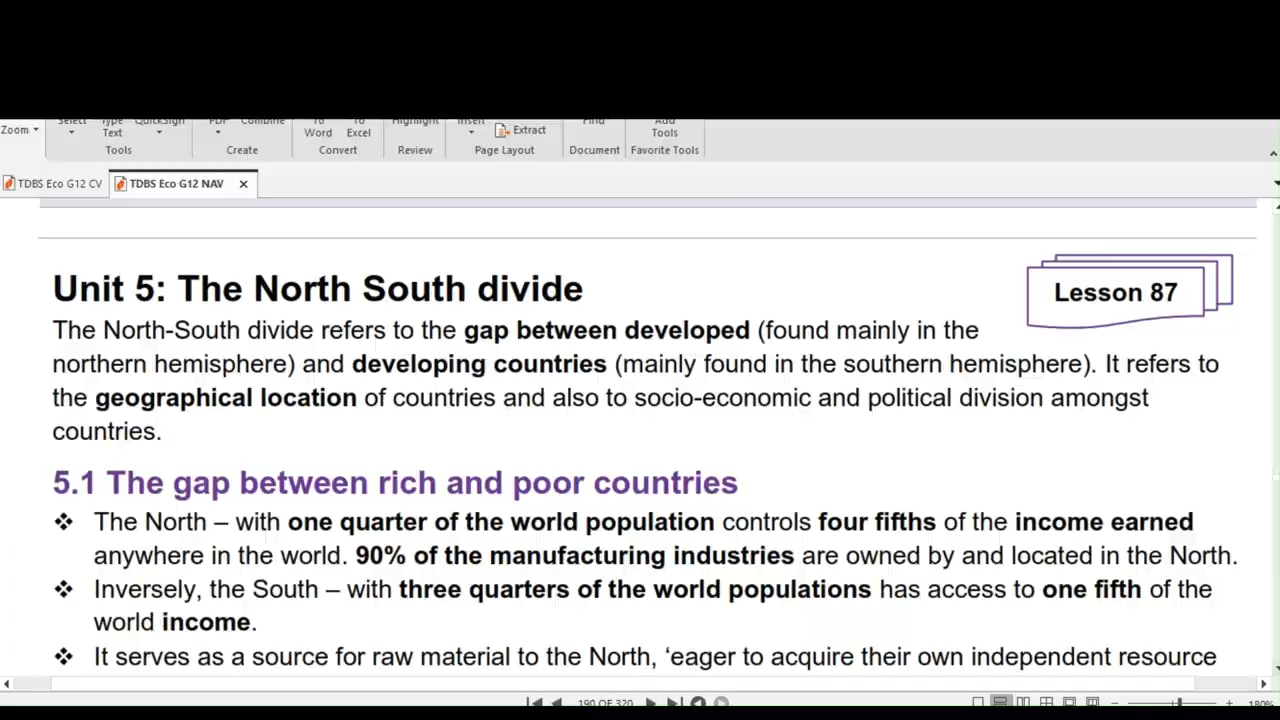 Select Type QuickSign PDF Combine To To Highlight Insert Find Add
Zoom Text Word Excel Extract Tools
Tools Create Convert Review Page Layout Document Favorite Tools
TDBS Eco G12 CV TDBS Eco G12 NAV
Unit 5: The North South divide
Lesson 87
The North-South divide refers to the gap between developed (found mainly in the
northern hemisphere) and developing countries (mainly found in the southern hemisphere). It refers to
the geographical location of countries and also to socio-economic and political division amongst
countries.
5.1 The gap between rich and poor countries
❖ The North – with one quarter of the world population controls four fifths of the income earned
anywhere in the world. 90% of the manufacturing industries are owned by and located in the North.
❖ Inversely, the South – with three quarters of the world populations has access to one fifth of the
world income.
❖ It serves as a source for raw material to the North, ‘eager to acquire their own independent resource
190 OF 320 180%